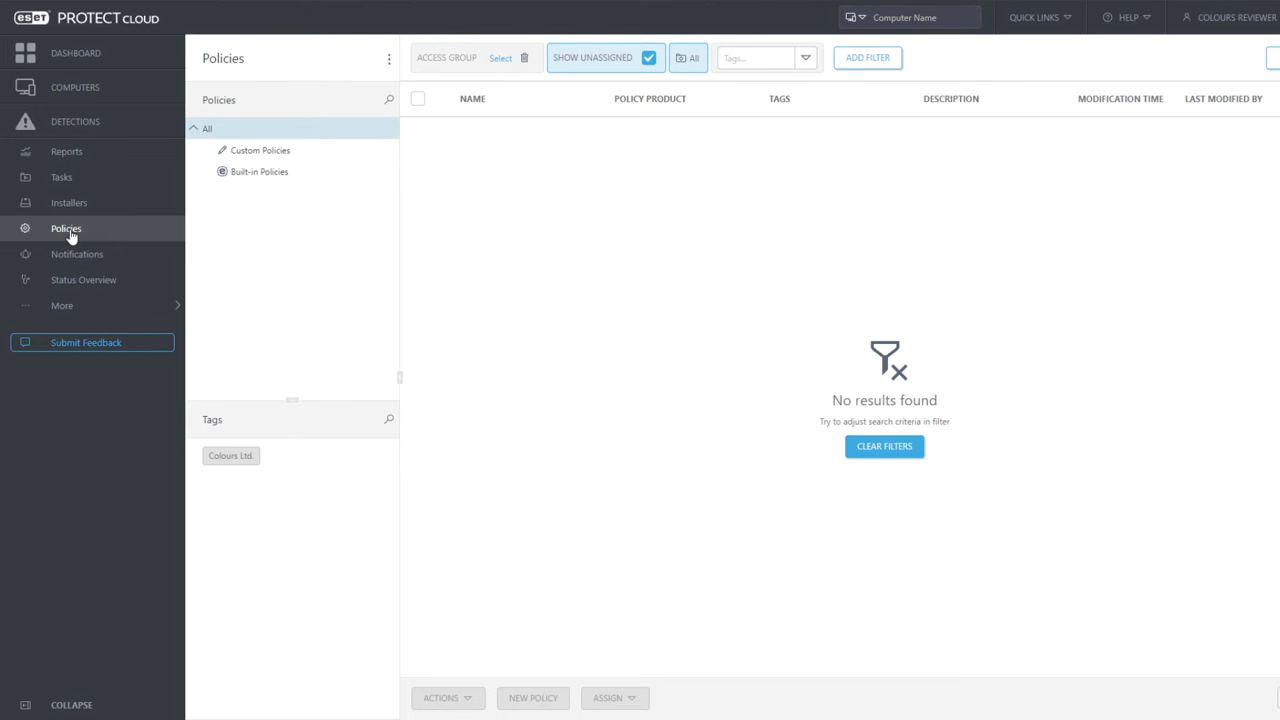 eset PROTECT CLOUD
Computer Name
QUICK LINKS
HELP
COLOURS REVIEWER
DASHBOARD
COMPUTERS
DETECTIONS
Reports
Tasks
Installers
Policies
Notifications
Status Overview
More
Submit Feedback
COLLAPSE
Policies
Policies
All
Custom Policies
Built-in Policies
Tags
Colours Ltd.
ACCESS GROUP Select
SHOW UNASSIGNED
All
Tags...
ADD FILTER
NAME
POLICY PRODUCT
TAGS
DESCRIPTION
MODIFICATION TIME
LAST MODIFIED BY
No results found
Try to adjust search criteria in filter
CLEAR FILTERS
ACTIONS
NEW POLICY
ASSIGN